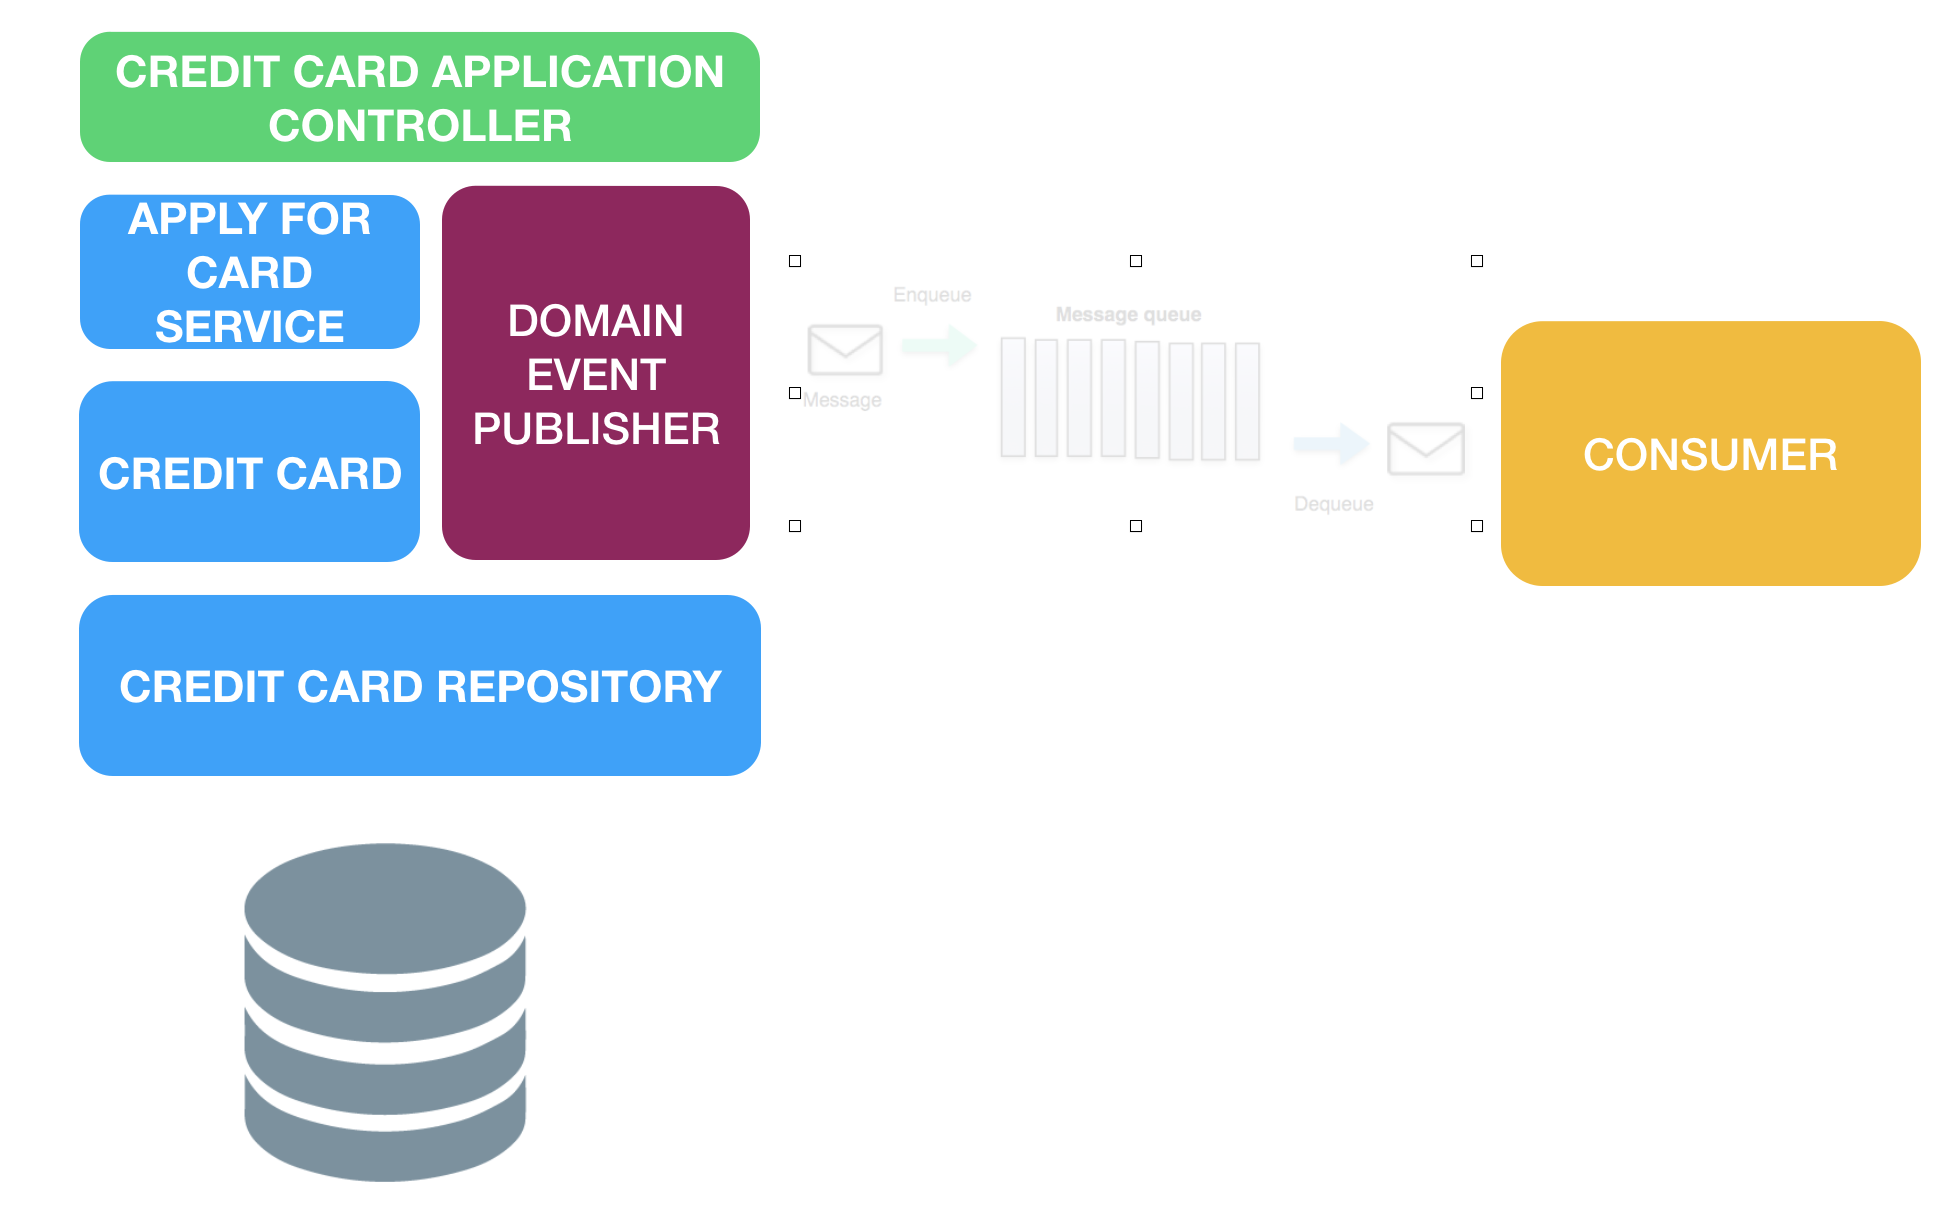 CREDIT CARD APPLICATION
CONTROLLER
APPLY FOR
CARD
SERVICE
DOMAIN
EVENT
PUBLISHER
CREDIT CARD
CREDIT CARD REPOSITORY
Enqueue
Message
Message queue
Dequeue
CONSUMER